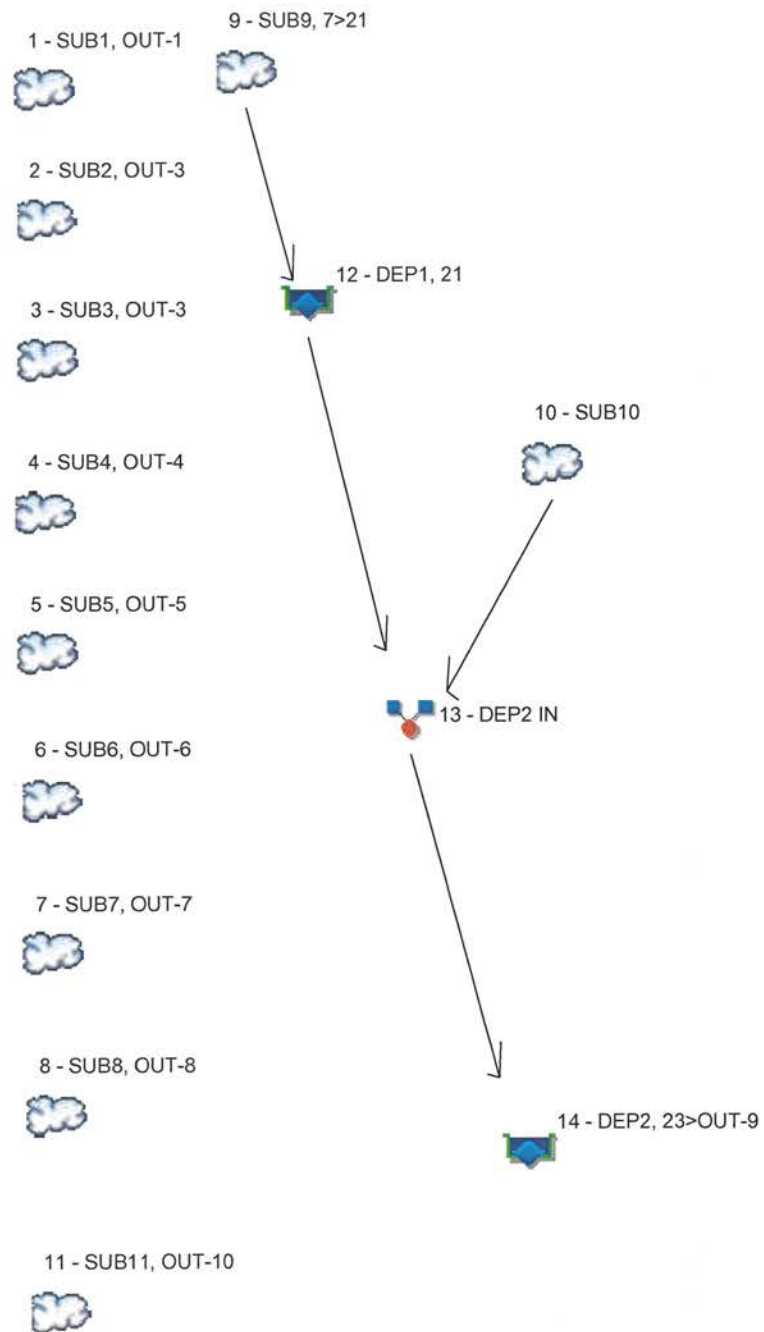 9 - SUB9, 7>21
1 - SUB1, OUT-1
2 - SUB2, OUT-3
12 - DEP1, 21
3 - SUB3, OUT-3
10 - SUB10
4 - SUB4, OUT-4
5 - SUB5, OUT-5
13 - DEP2 IN
6 - SUB6, OUT-6
7 - SUB7, OUT-7
8 - SUB8, OUT-8
14 - DEP2, 23>OUT-9
11 - SUB11, OUT-10